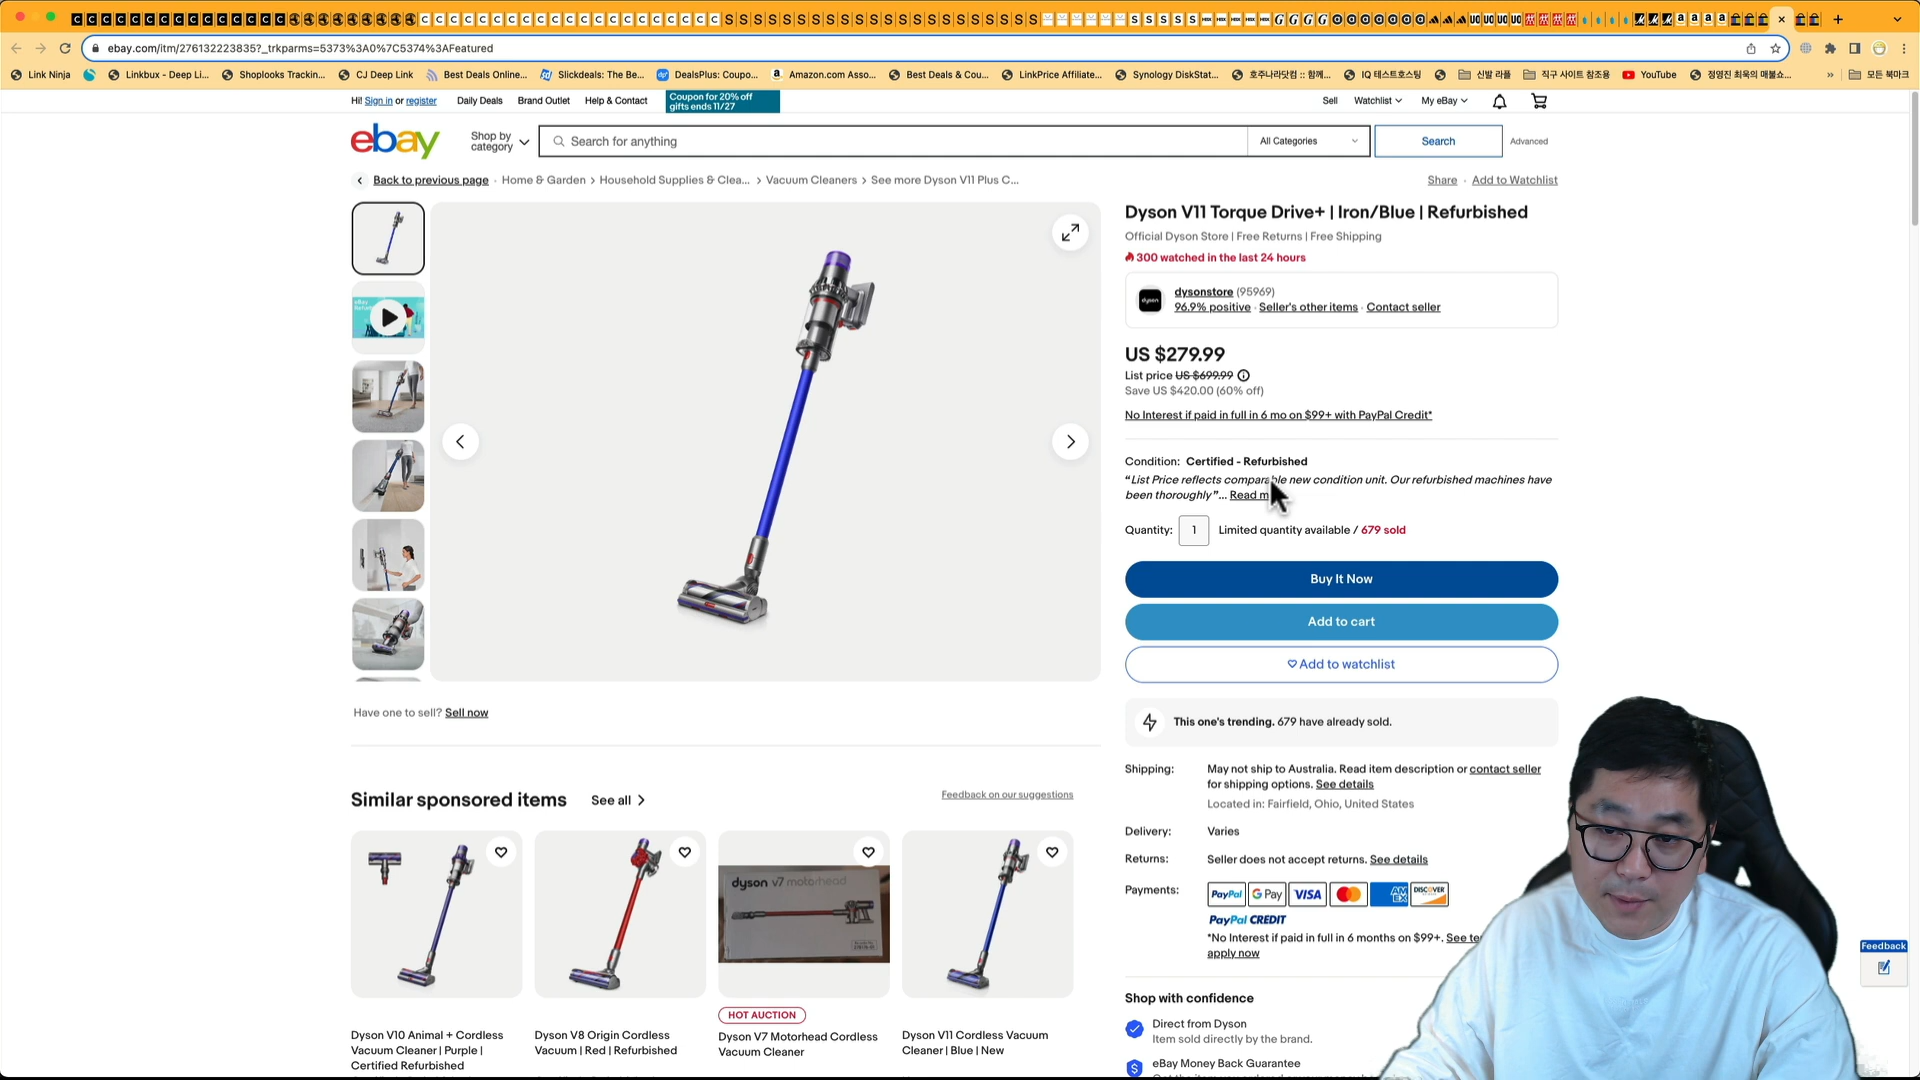 ebay.com/itm/276132223835?_trkparms=5373%3A0%7C5374%3AFeatured
Link Ninja
Linkbux - Deep Li...
Shoplooks Trackin...
CJ Deep Link
Best Deals Online...
Slickdeals: The Be...
DealsPlus: Coupo...
Amazon.com Asso...
Best Deals & Cou...
LinkPrice Affiliate...
Synology DiskStat...
호주나라닷컴 :: 함께...
IQ 테스트호스팅
신발 라플
직구 사이트 참조용
YouTube
정영진 최욱의 매불쇼...
모든 북마크
Hi! Sign in or register
Daily Deals
Brand Outlet
Help & Contact
Coupon for 20% off
gifts ends 11/27
Sell
Watchlist
My eBay
ebay
Shop by
category
Search for anything
All Categories
Search
Advanced
Back to previous page
Home & Garden > Household Supplies & Clea... > Vacuum Cleaners > See more Dyson V11 Plus C...
Share
Add to Watchlist
Dyson V11 Torque Drive+ | Iron/Blue | Refurbished
Official Dyson Store | Free Returns | Free Shipping
300 watched in the last 24 hours
dyson
dysonstore (95969)
96.9% positive · Seller's other items · Contact seller
US $279.99
List price US $699.99
Save US $420.00 (60% off)
No Interest if paid in full in 6 mo on $99+ with PayPal Credit*
Condition: Certified - Refurbished
“List Price reflects comparable new condition unit. Our refurbished machines have
been thoroughly”... Read m
Quantity: 1 Limited quantity available / 679 sold
Buy It Now
Add to cart
Add to watchlist
This one's trending. 679 have already sold.
Have one to sell? Sell now
Shipping: May not ship to Australia. Read item description or contact seller
for shipping options. See details
Located in: Fairfield, Ohio, United States
Delivery: Varies
Returns: Seller does not accept returns. See details
Payments: PayPal G Pay VISA AM EX DISCOVER
PayPal CREDIT
*No Interest if paid in full in 6 months on $99+. See te
apply now
Similar sponsored items
See all
Feedback on our suggestions
dyson v7 motorhead
HOT AUCTION
Dyson V10 Animal + Cordless
Vacuum Cleaner | Purple |
Certified Refurbished
Dyson V8 Origin Cordless
Vacuum | Red | Refurbished
Dyson V7 Motorhead Cordless
Vacuum Cleaner
Dyson V11 Cordless Vacuum
Cleaner | Blue | New
Shop with confidence
Direct from Dyson
Item sold directly by the brand.
eBay Money Back Guarantee
Feedback